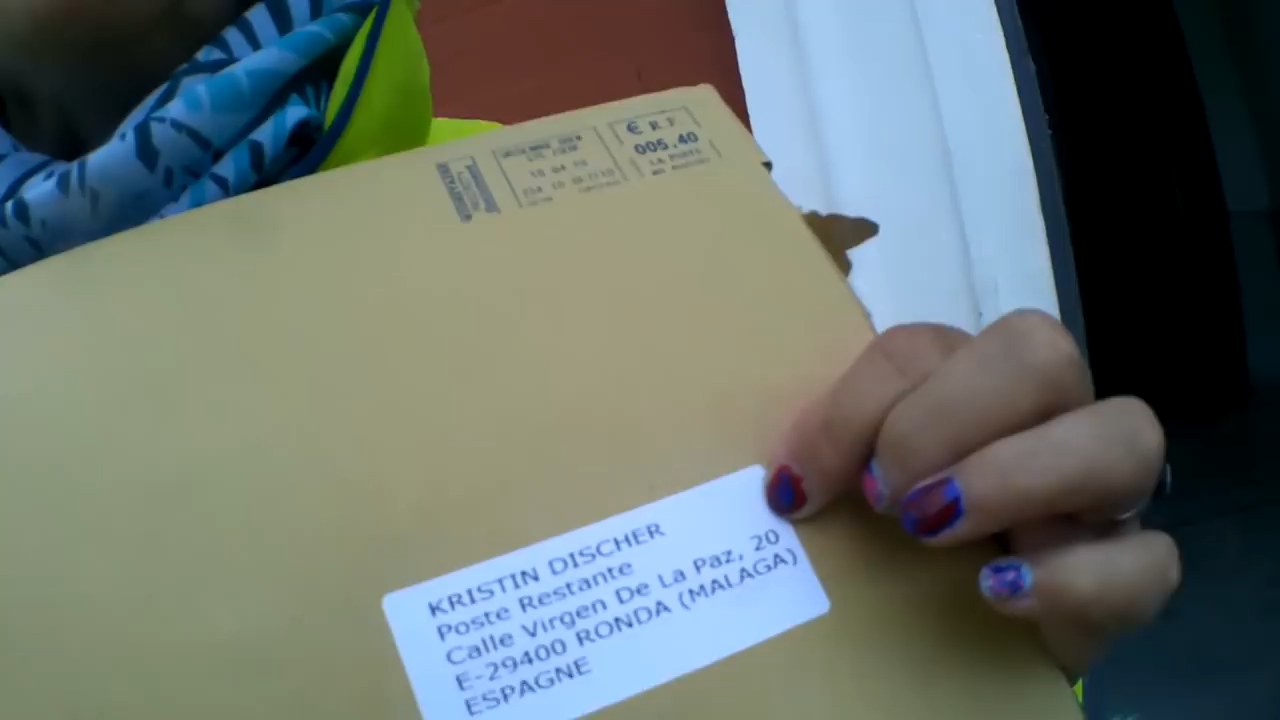 € R.F
005,40
LA POSTE
KRISTIN DISCHER
Poste Restante
Calle Virgen De La Paz, 20
E-29400 RONDA (MALAGA)
ESPAGNE